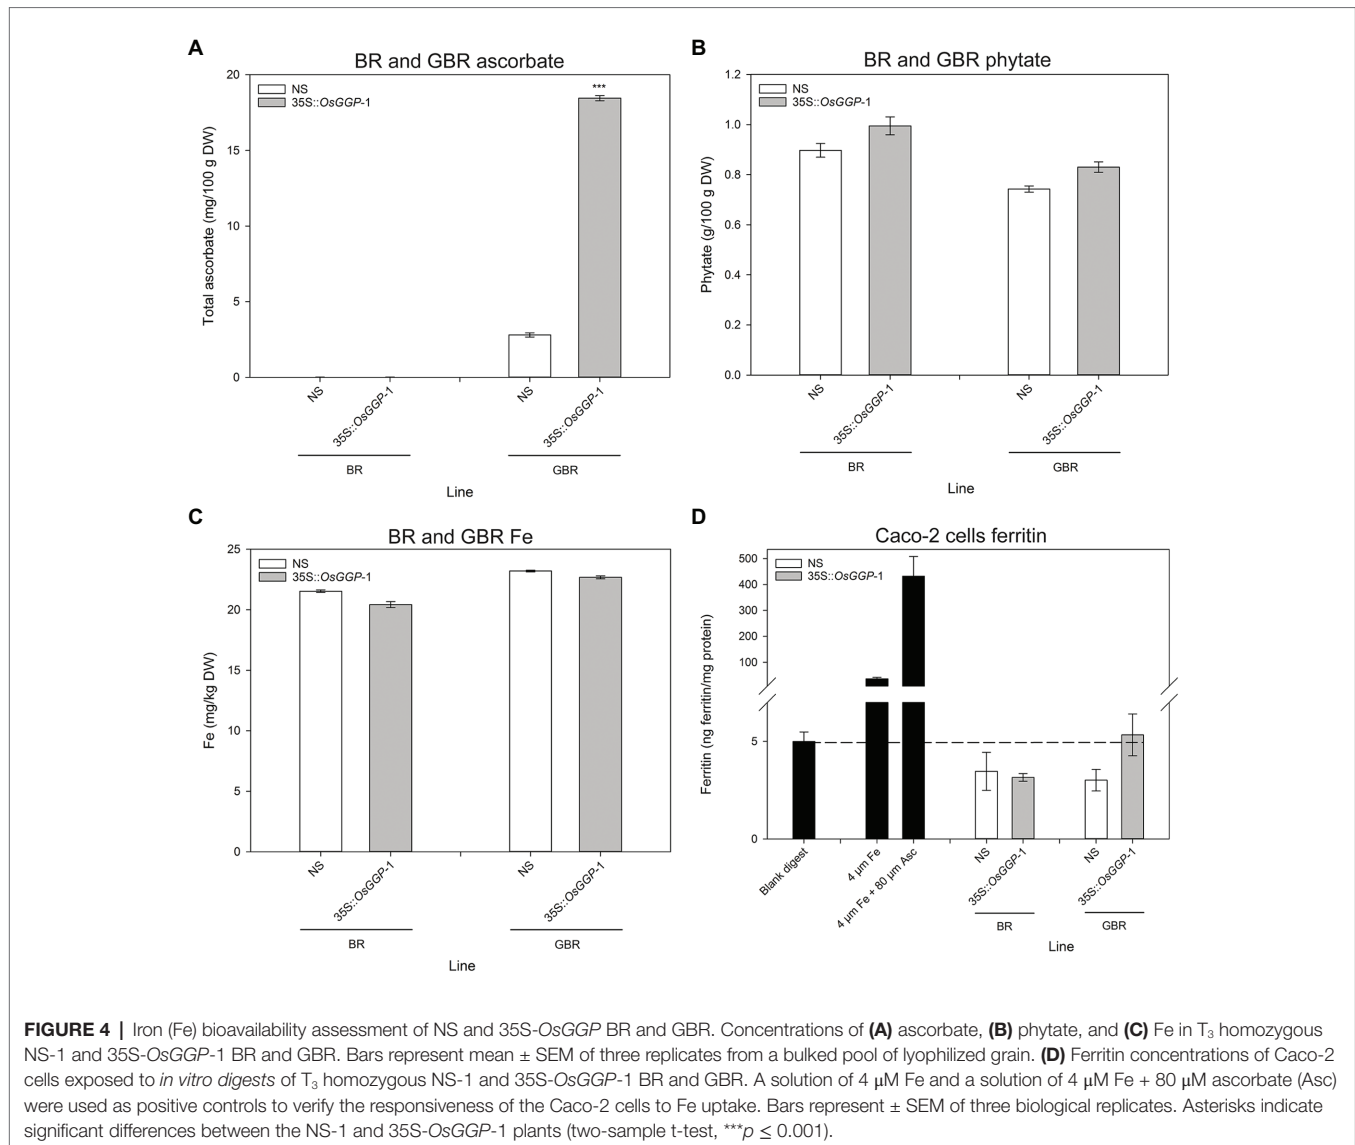 A
BR and GBR ascorbate
20
15
10
5
0
Total ascorbate (mg/100 g DW)
NS
35S::OsGGP-1
***
NS
35S::OsGGP-1
NS
35S::OsGGP-1
BR
GBR
Line
B
BR and GBR phytate
1.2
1.0
0.8
0.6
0.4
0.2
0.0
Phytate (g/100 g DW)
NS
35S::OsGGP-1
NS
35S::OsGGP-1
NS
35S::OsGGP-1
BR
GBR
Line
C
BR and GBR Fe
25
20
15
10
5
0
Fe (mg/kg DW)
NS
35S::OsGGP-1
NS
35S::OsGGP-1
NS
35S::OsGGP-1
BR
GBR
Line
D
Caco-2 cells ferritin
500
400
300
200
100
5
0
Ferritin (ng ferritin/mg protein)
NS
35S::OsGGP-1
Blank digest
4 µm Fe
4 µm Fe + 80 µm Asc
NS
35S::OsGGP-1
NS
35S::OsGGP-1
BR
GBR
Line
FIGURE 4 | Iron (Fe) bioavailability assessment of NS and 35S-OsGGP BR and GBR. Concentrations of (A) ascorbate, (B) phytate, and (C) Fe in T3 homozygous
NS-1 and 35S-OsGGP-1 BR and GBR. Bars represent mean ± SEM of three replicates from a bulked pool of lyophilized grain. (D) Ferritin concentrations of Caco-2
cells exposed to in vitro digests of T3 homozygous NS-1 and 35S-OsGGP-1 BR and GBR. A solution of 4 μM Fe and a solution of 4 μM Fe + 80 μM ascorbate (Asc)
were used as positive controls to verify the responsiveness of the Caco-2 cells to Fe uptake. Bars represent ± SEM of three biological replicates. Asterisks indicate
significant differences between the NS-1 and 35S-OsGGP-1 plants (two-sample t-test, ***p ≤ 0.001).